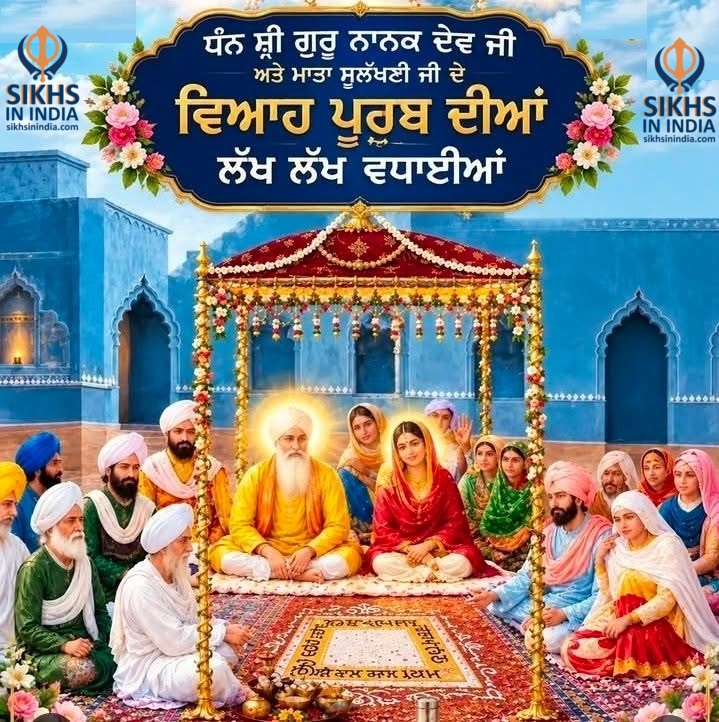 ਧੰਨ ਸ਼੍ਰੀ ਗੁਰੂ ਨਾਨਕ ਦੇਵ ਜੀ
ਅਤੇ ਮਾਤਾ ਸੁਲੱਖਣੀ ਜੀ ਦੇ
ਵਿਆਹ ਪੂਰਬ ਦੀਆਂ
ਲੱਖ ਲੱਖ ਵਧਾਈਆਂ
SIKHS
IN INDIA
sikhsinindia.com
SIKHS
IN INDIA
sikhsinindia.com